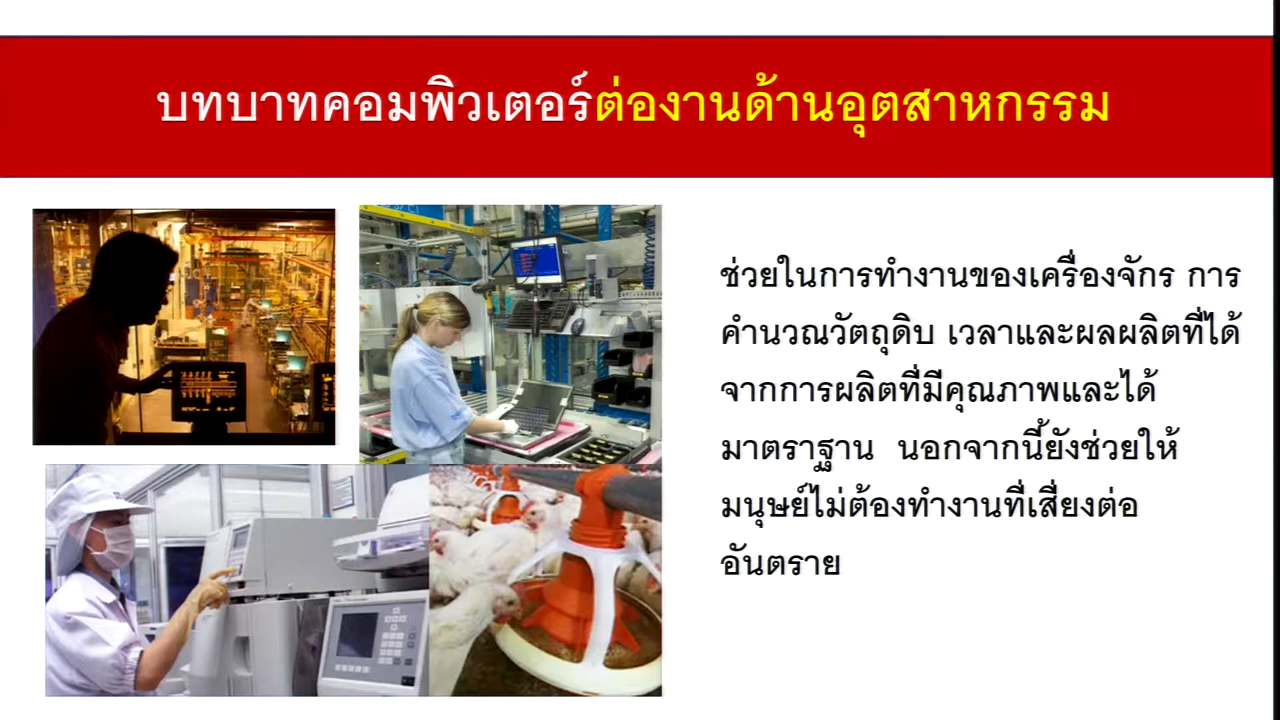 บทบาทคอมพิวเตอร์ต่องานด้านอุตสาหกรรม
ช่วยในการทำงานของเครื่องจักร การ
คำนวณวัตถุดิบ เวลาและผลผลิตที่ได้
จากการผลิตที่มีคุณภาพและได้
มาตราฐาน นอกจากนี้ยังช่วยให้
มนุษย์ไม่ต้องทำงานที่เสี่ยงต่อ
อันตราย